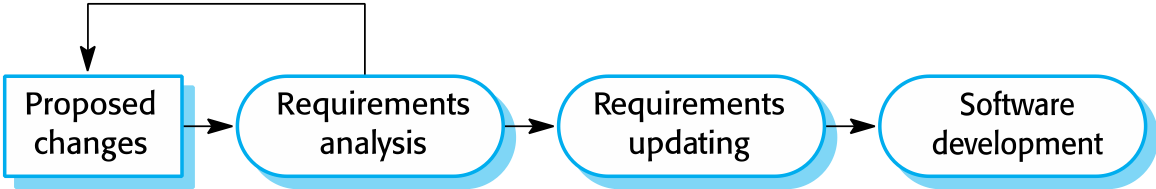 Proposed
changes
Requirements
analysis
Requirements
updating
Software
development